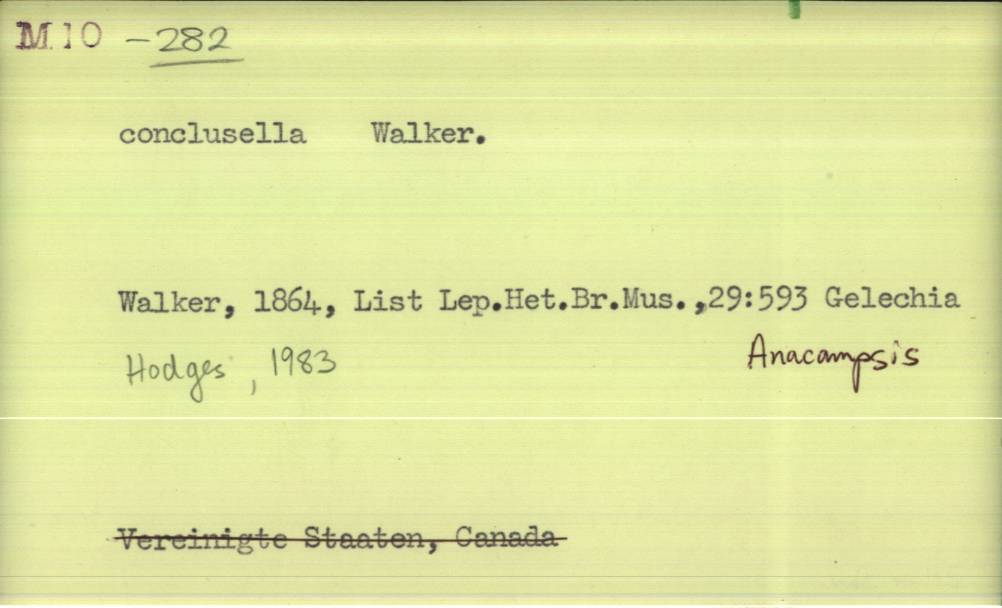 M10 -282
conclusella Walker.
Walker, 1864, List Lep.Het.Br.Mus.,29:593 Gelechia
Hodges, 1983 Anacampsis
Vereinigte Staaten, Canada